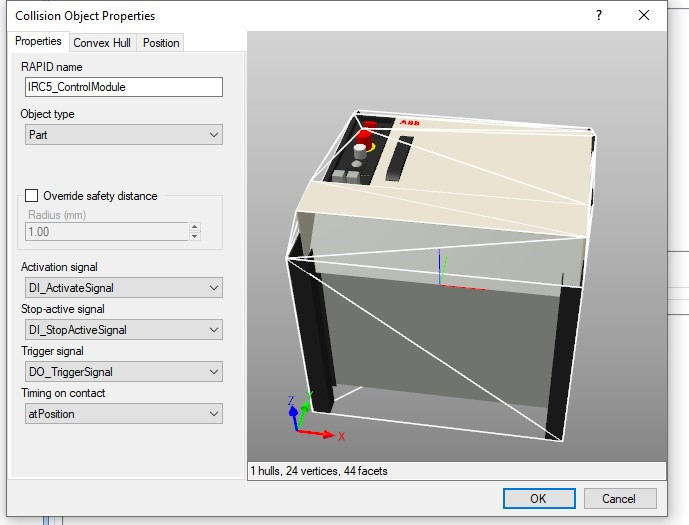 Collision Object Properties
? X
Properties Convex Hull Position
RAPID name
IRC5_ControlModule
Object type
Part
Override safety distance
Radius (mm)
1.00
Activation signal
DI_ActivateSignal
Stop-active signal
DI_StopActiveSignal
Trigger signal
DO_TriggerSignal
Timing on contact
atPosition
ABB
Z
X
1 hulls, 24 vertices, 44 facets
OK Cancel